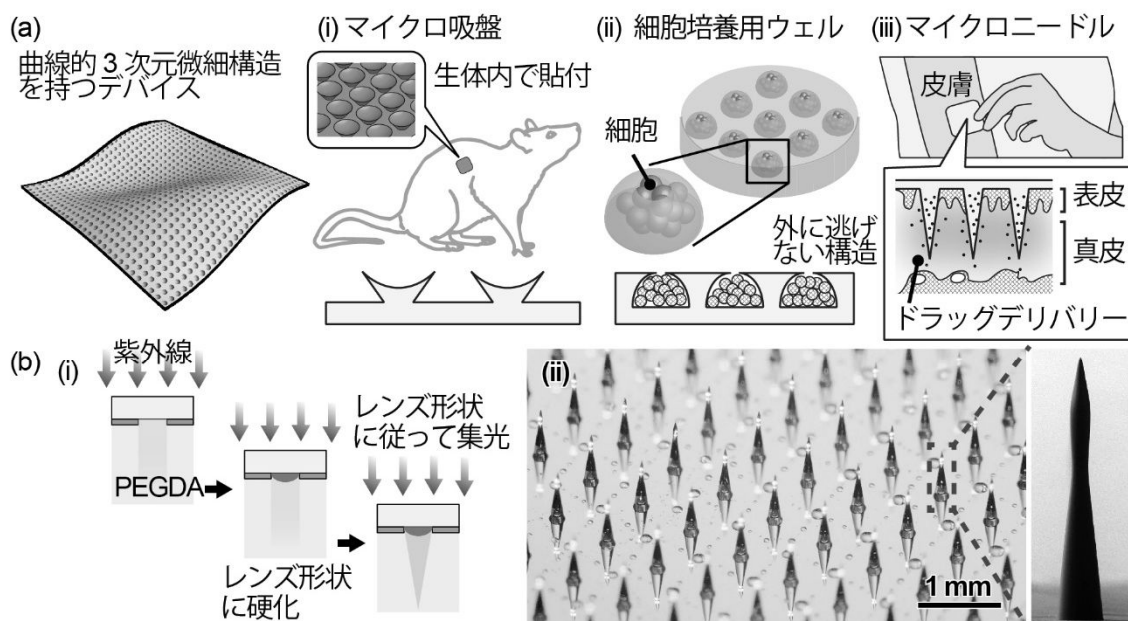 (a)
曲線的 3 次元微細構造
を持つデバイス
(i) マイクロ吸盤
生体内で貼付
(ii) 細胞培養用ウェル
細胞
外に逃げ
ない構造
(iii) マイクロニードル
皮膚
表皮
真皮
ドラッグデリバリー
(b)
(i)
紫外線
PEGDA
レンズ形状
に硬化
レンズ形状
に従って集光
(ii)
1 mm